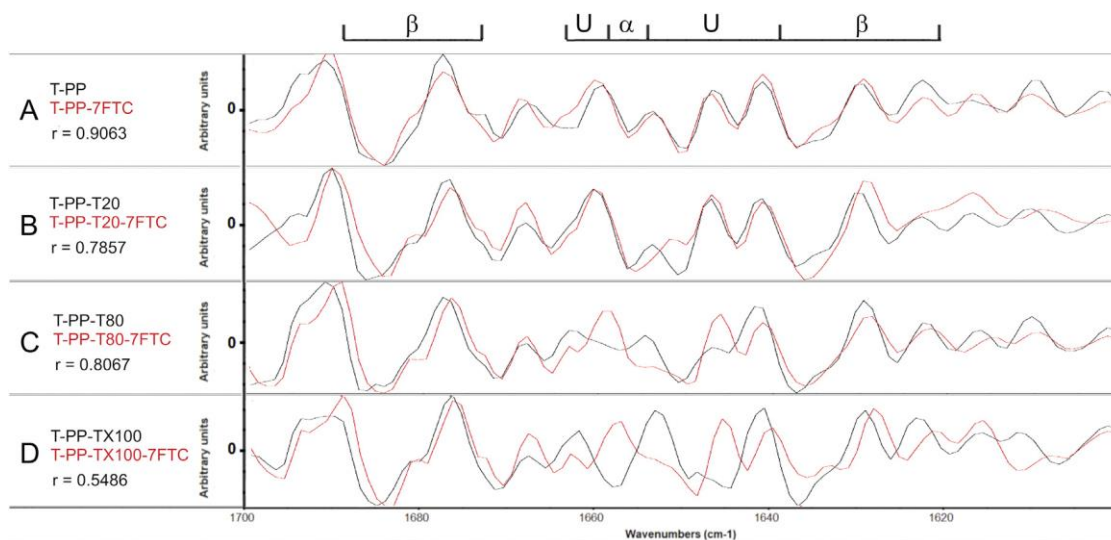 β U α U β
A
T-PP
T-PP-7FTC
r = 0.9063
Arbitrary units
0
B
T-PP-T20
T-PP-T20-7FTC
r = 0.7857
Arbitrary units
0
C
T-PP-T80
T-PP-T80-7FTC
r = 0.8067
Arbitrary units
0
D
T-PP-TX100
T-PP-TX100-7FTC
r = 0.5486
Arbitrary units
0
1700 1680 1660 1640 1620
Wavenumbers (cm-1)